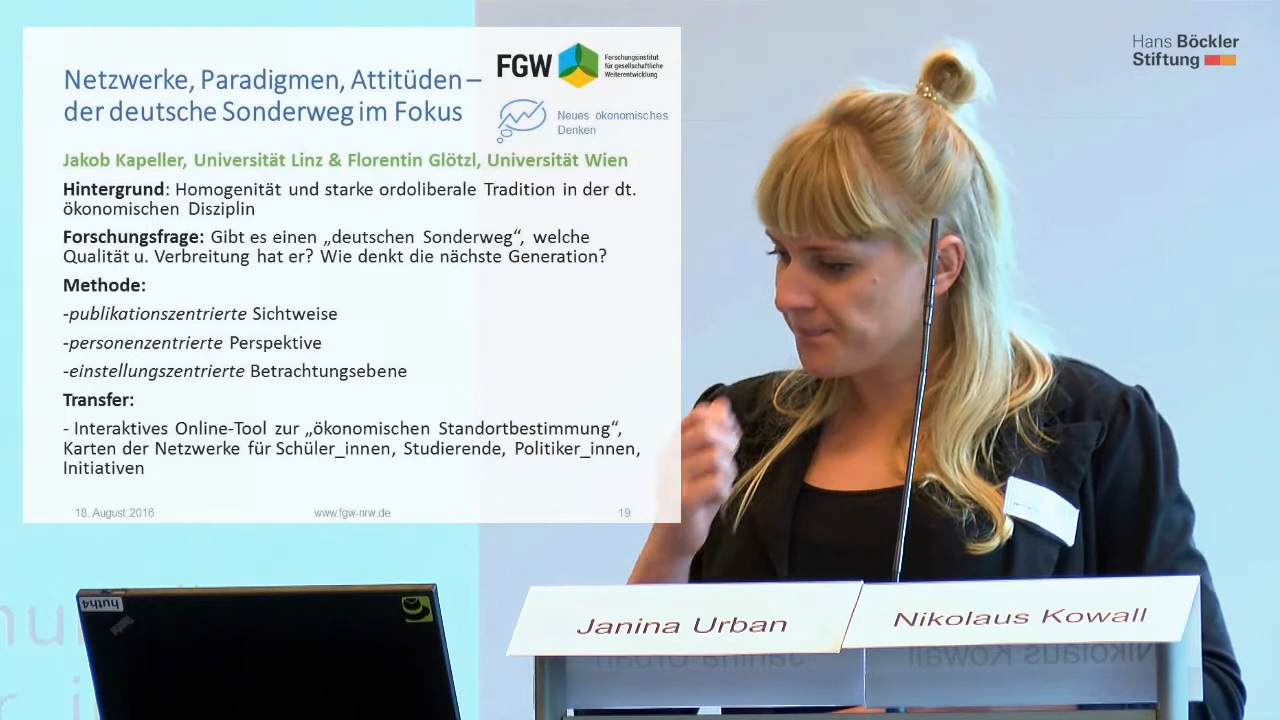 Netzwerke, Paradigmen, Attitüden –
der deutsche Sonderweg im Fokus
FGW
Forschungsinstitut
für gesellschaftliche
Weiterentwicklung
Neues ökonomisches
Denken
Jakob Kapeller, Universität Linz & Florentin Glötzl, Universität Wien
Hintergrund: Homogenität und starke ordoliberale Tradition in der dt.
ökonomischen Disziplin
Forschungsfrage: Gibt es einen „deutschen Sonderweg“, welche
Qualität u. Verbreitung hat er? Wie denkt die nächste Generation?
Methode:
-publikationszentrierte Sichtweise
-personenzentrierte Perspektive
-einstellungszentrierte Betrachtungsebene
Transfer:
- Interaktives Online-Tool zur „ökonomischen Standortbestimmung“,
Karten der Netzwerke für Schüler_innen, Studierende, Politiker_innen,
Initiativen
18. August 2016
www.fgw-nrw.de
19
Hans Böckler
Stiftung
huth4
Janina Urban
Nikolaus Kowall